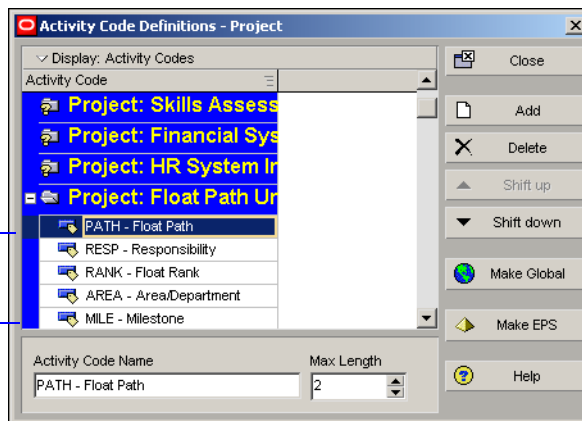 Activity Code Definitions - Project
Display: Activity Codes
Activity Code
Project: Skills Assess
Project: Financial Sys
Project: HR System In
Project: Float Path Ur
PATH - Float Path
RESP - Responsibility
RANK - Float Rank
AREA - Area/Department
MILE - Milestone
Activity Code Name
Max Length
PATH - Float Path
2
Close
Add
Delete
Shift up
Shift down
Make Global
Make EPS
Help